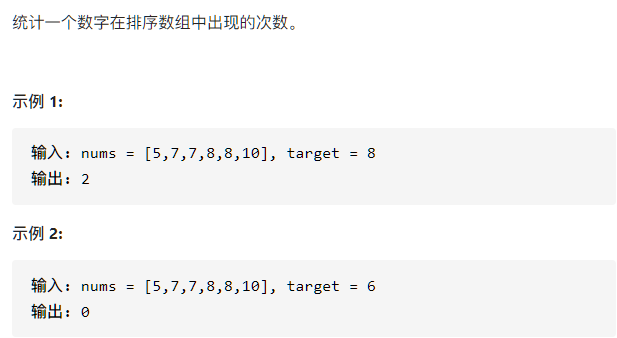 统计一个数字在排序数组中出现的次数。
示例 1:
输入: nums = [5,7,7,8,8,10], target = 8
输出: 2
示例 2:
输入: nums = [5,7,7,8,8,10], target = 6
输出: 0